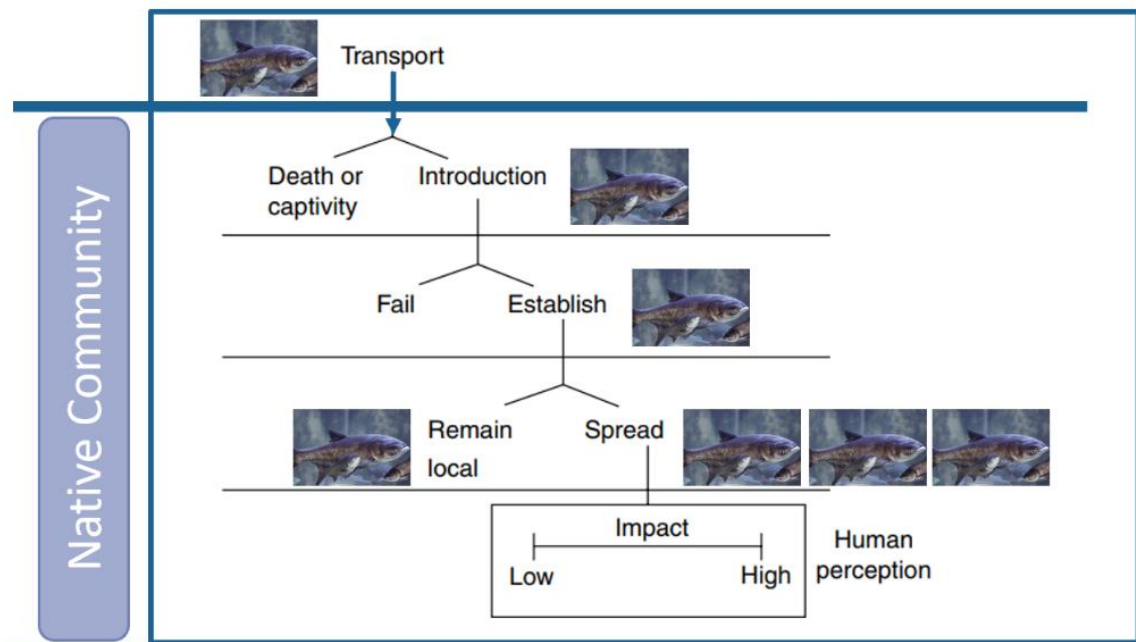 Transport
Native Community
Death or
captivity
Introduction
Fail
Establish
Remain
local
Spread
Impact
Low
High
Human
perception